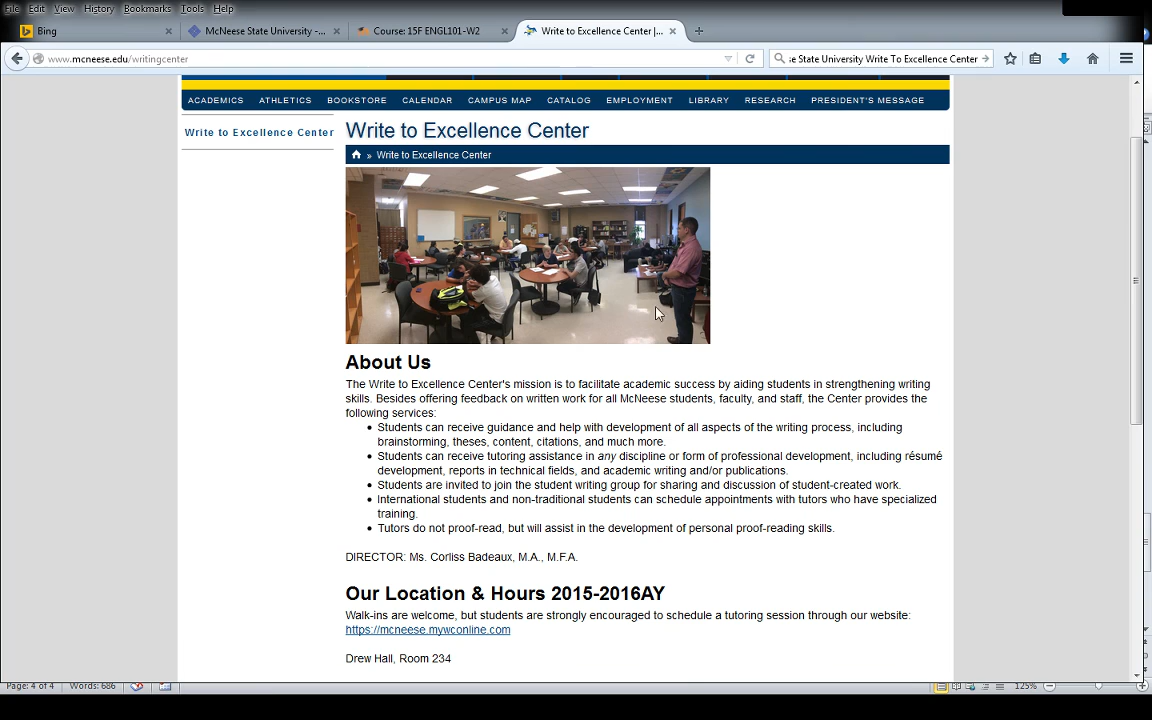 File Edit View History Bookmarks Tools Help
Bing
McNeese State University -...
Course: 15F ENGL101-W2
Write to Excellence Center |...
www.mcneese.edu/writingcenter
:e State University Write To Excellence Center
ACADEMICS ATHLETICS BOOKSTORE CALENDAR CAMPUS MAP CATALOG EMPLOYMENT LIBRARY RESEARCH PRESIDENT'S MESSAGE
Write to Excellence Center
Write to Excellence Center
» Write to Excellence Center
About Us
The Write to Excellence Center's mission is to facilitate academic success by aiding students in strengthening writing
skills. Besides offering feedback on written work for all McNeese students, faculty, and staff, the Center provides the
following services:
• Students can receive guidance and help with development of all aspects of the writing process, including
brainstorming, theses, content, citations, and much more.
• Students can receive tutoring assistance in any discipline or form of professional development, including résumé
development, reports in technical fields, and academic writing and/or publications.
• Students are invited to join the student writing group for sharing and discussion of student-created work.
• International students and non-traditional students can schedule appointments with tutors who have specialized
training.
• Tutors do not proof-read, but will assist in the development of personal proof-reading skills.
DIRECTOR: Ms. Corliss Badeaux, M.A., M.F.A.
Our Location & Hours 2015-2016AY
Walk-ins are welcome, but students are strongly encouraged to schedule a tutoring session through our website:
https://mcneese.mywconline.com
Drew Hall, Room 234
Page: 4 of 4 Words: 686 125%